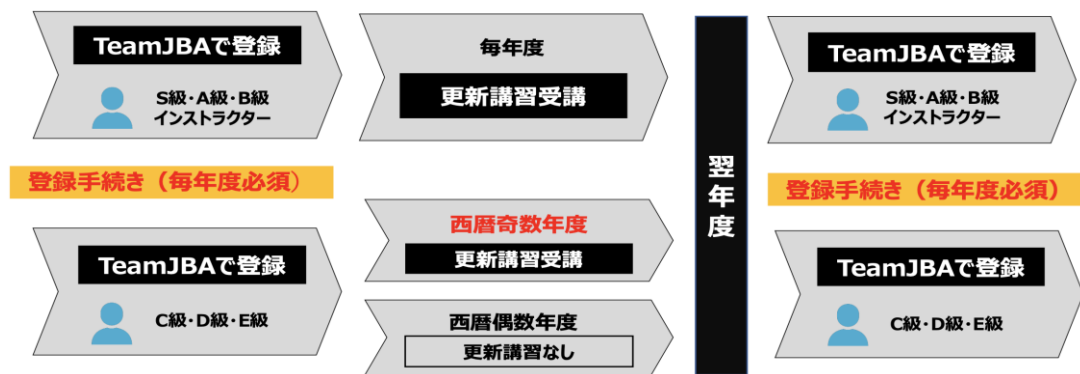 TeamJBAで登録
S級・A級・B級
インストラクター
登録手続き（毎年度必須）
TeamJBAで登録
C級・D級・E級
毎年度
更新講習受講
西暦奇数年度
更新講習受講
西暦偶数年度
更新講習なし
翌年度
TeamJBAで登録
S級・A級・B級
インストラクター
登録手続き（毎年度必須）
TeamJBAで登録
C級・D級・E級